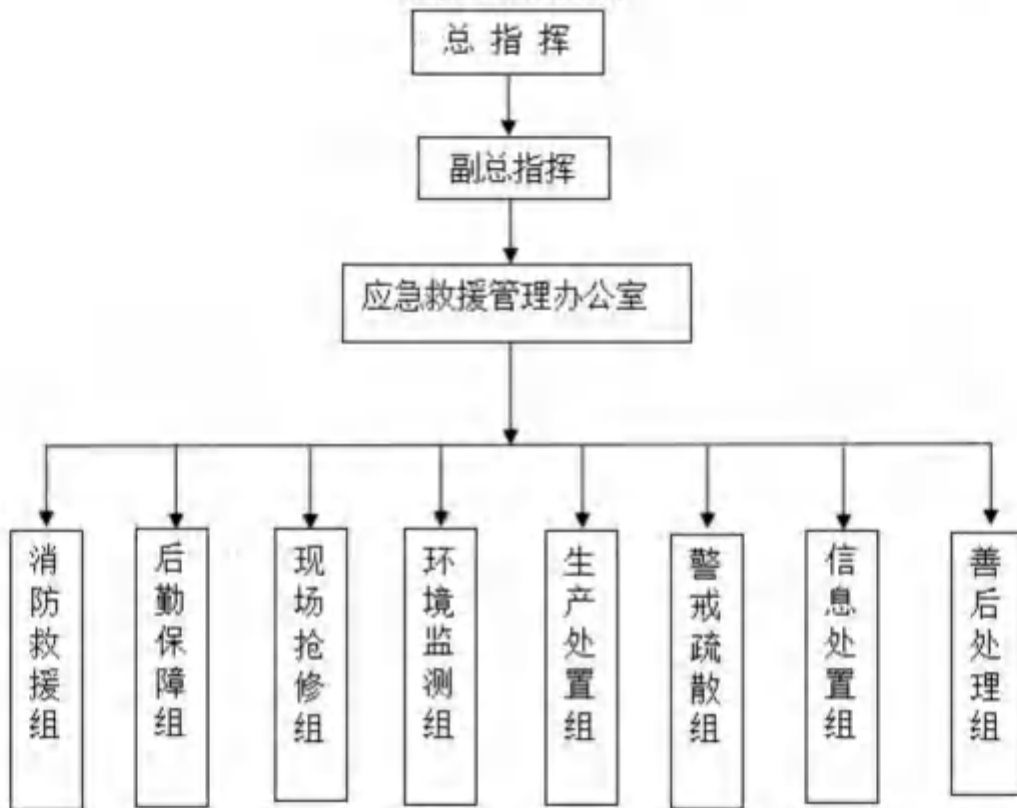 总 指 挥
副总指挥
应急救援管理办公室
消防救援组
后勤保障组
现场抢修组
环境监测组
生产处置组
警戒疏散组
信息处置组
善后处理组